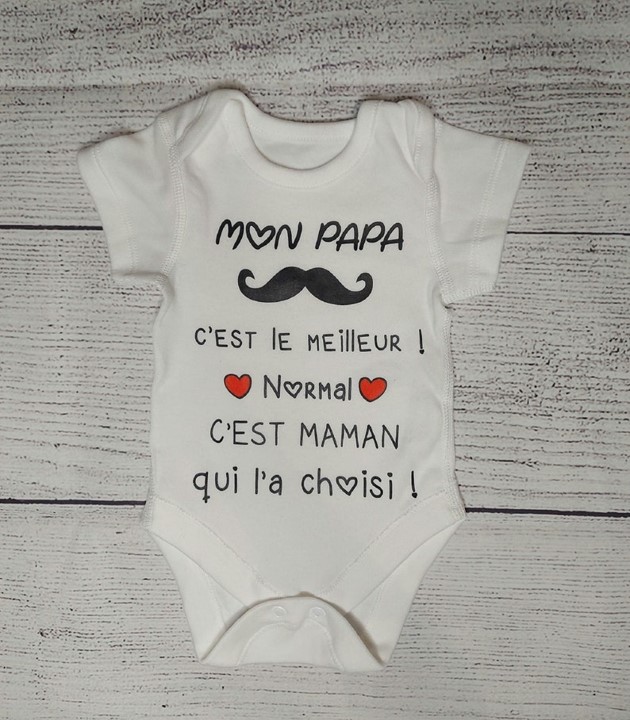 MON PAPA
C'EST lE MEillEUR !
NORmal
C'EST MAMAN
qui l'a choisi !